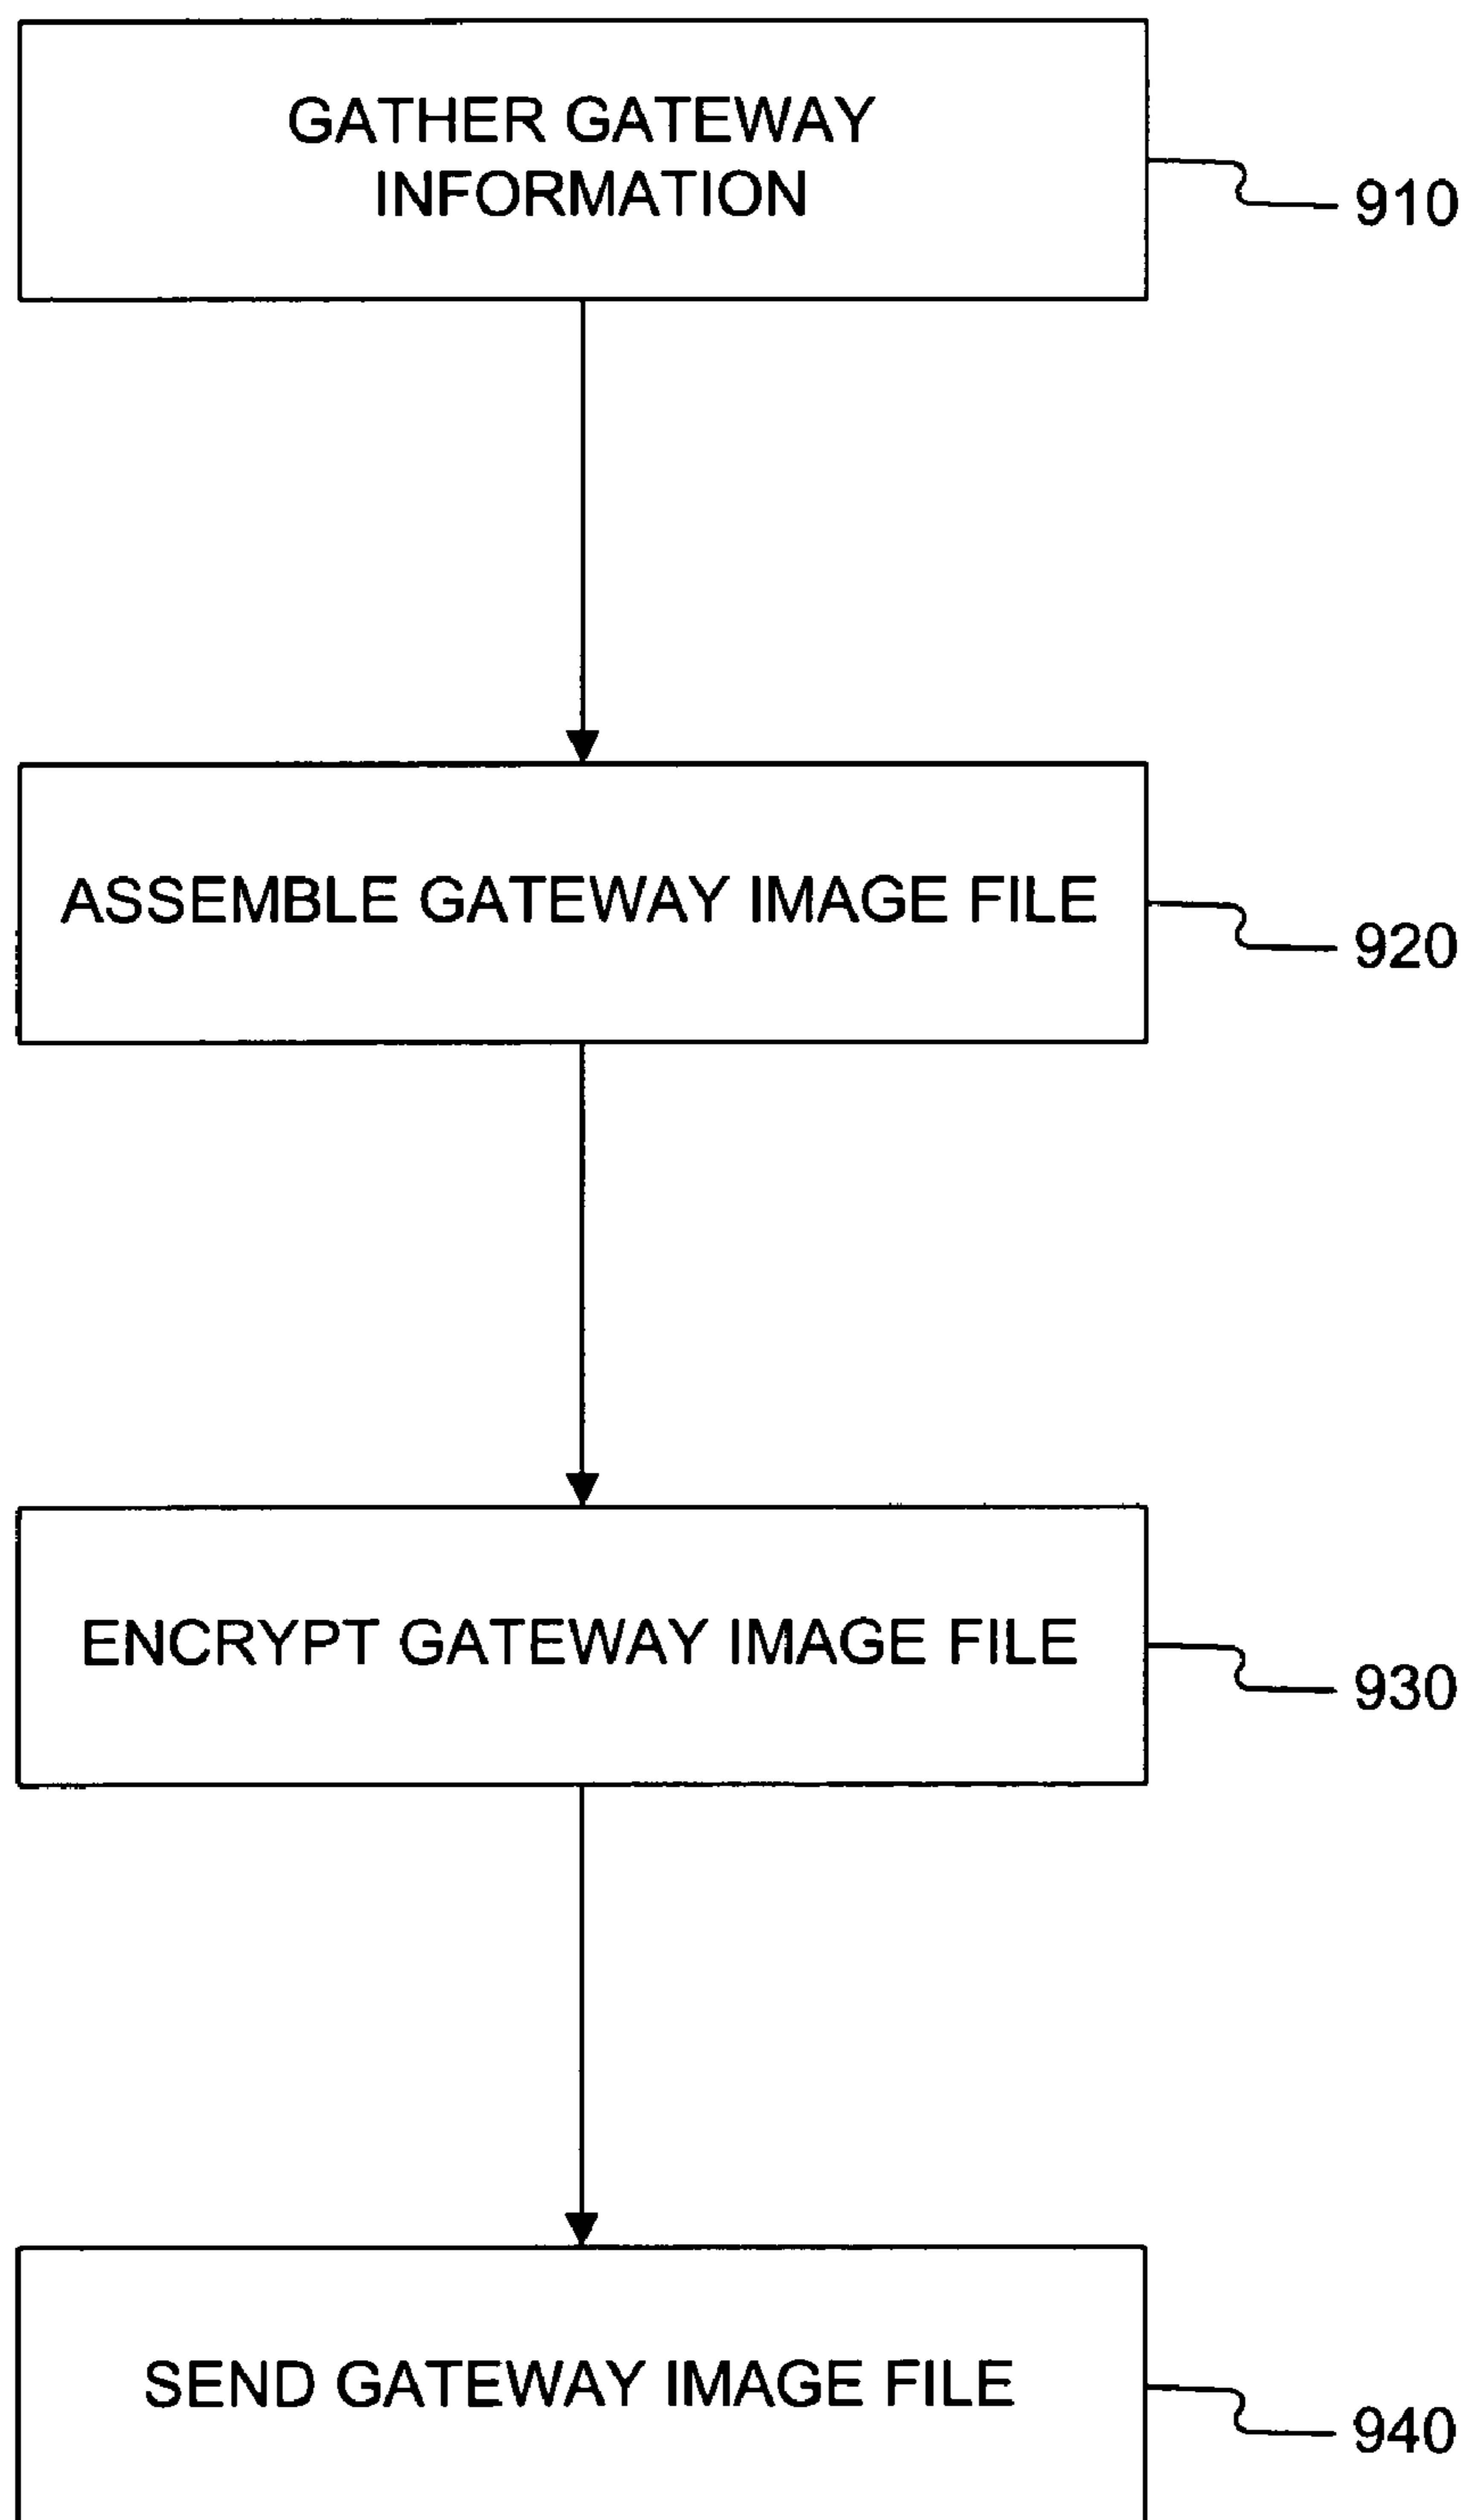 GATHER GATEWAY
INFORMATION
910
ASSEMBLE GATEWAY IMAGE FILE
920
ENCRYPT GATEWAY IMAGE FILE
930
SEND GATEWAY IMAGE FILE
940